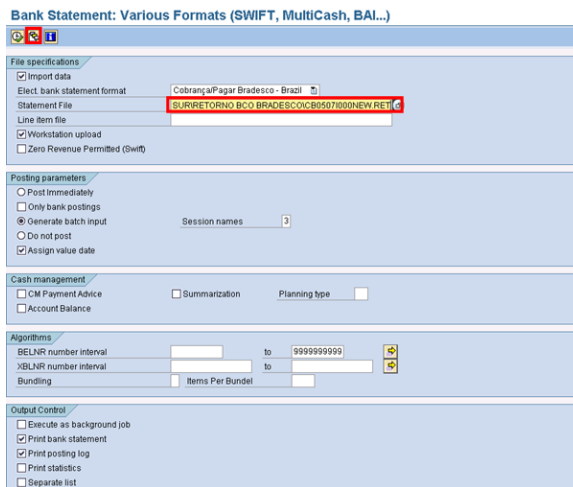 Bank Statement: Various Formats (SWIFT, MultiCash, BAI...)
File specifications
Import data
Elect. bank statement format Cobrança/Pagar Bradesco - Brazil
Statement File SUR\RETORNO BCO BRADESCO\CB0507I000NEW.RET
Line item file
Workstation upload
Zero Revenue Permitted (Swift)
Posting parameters
Post Immediately
Only bank postings
Generate batch input Session names 3
Do not post
Assign value date
Cash management
CM Payment Advice Summarization Planning type
Account Balance
Algorithms
BELNR number interval to 9999999999
XBLNR number interval to
Bundling Items Per Bundel
Output Control
Execute as background job
Print bank statement
Print posting log
Print statistics
Separate list